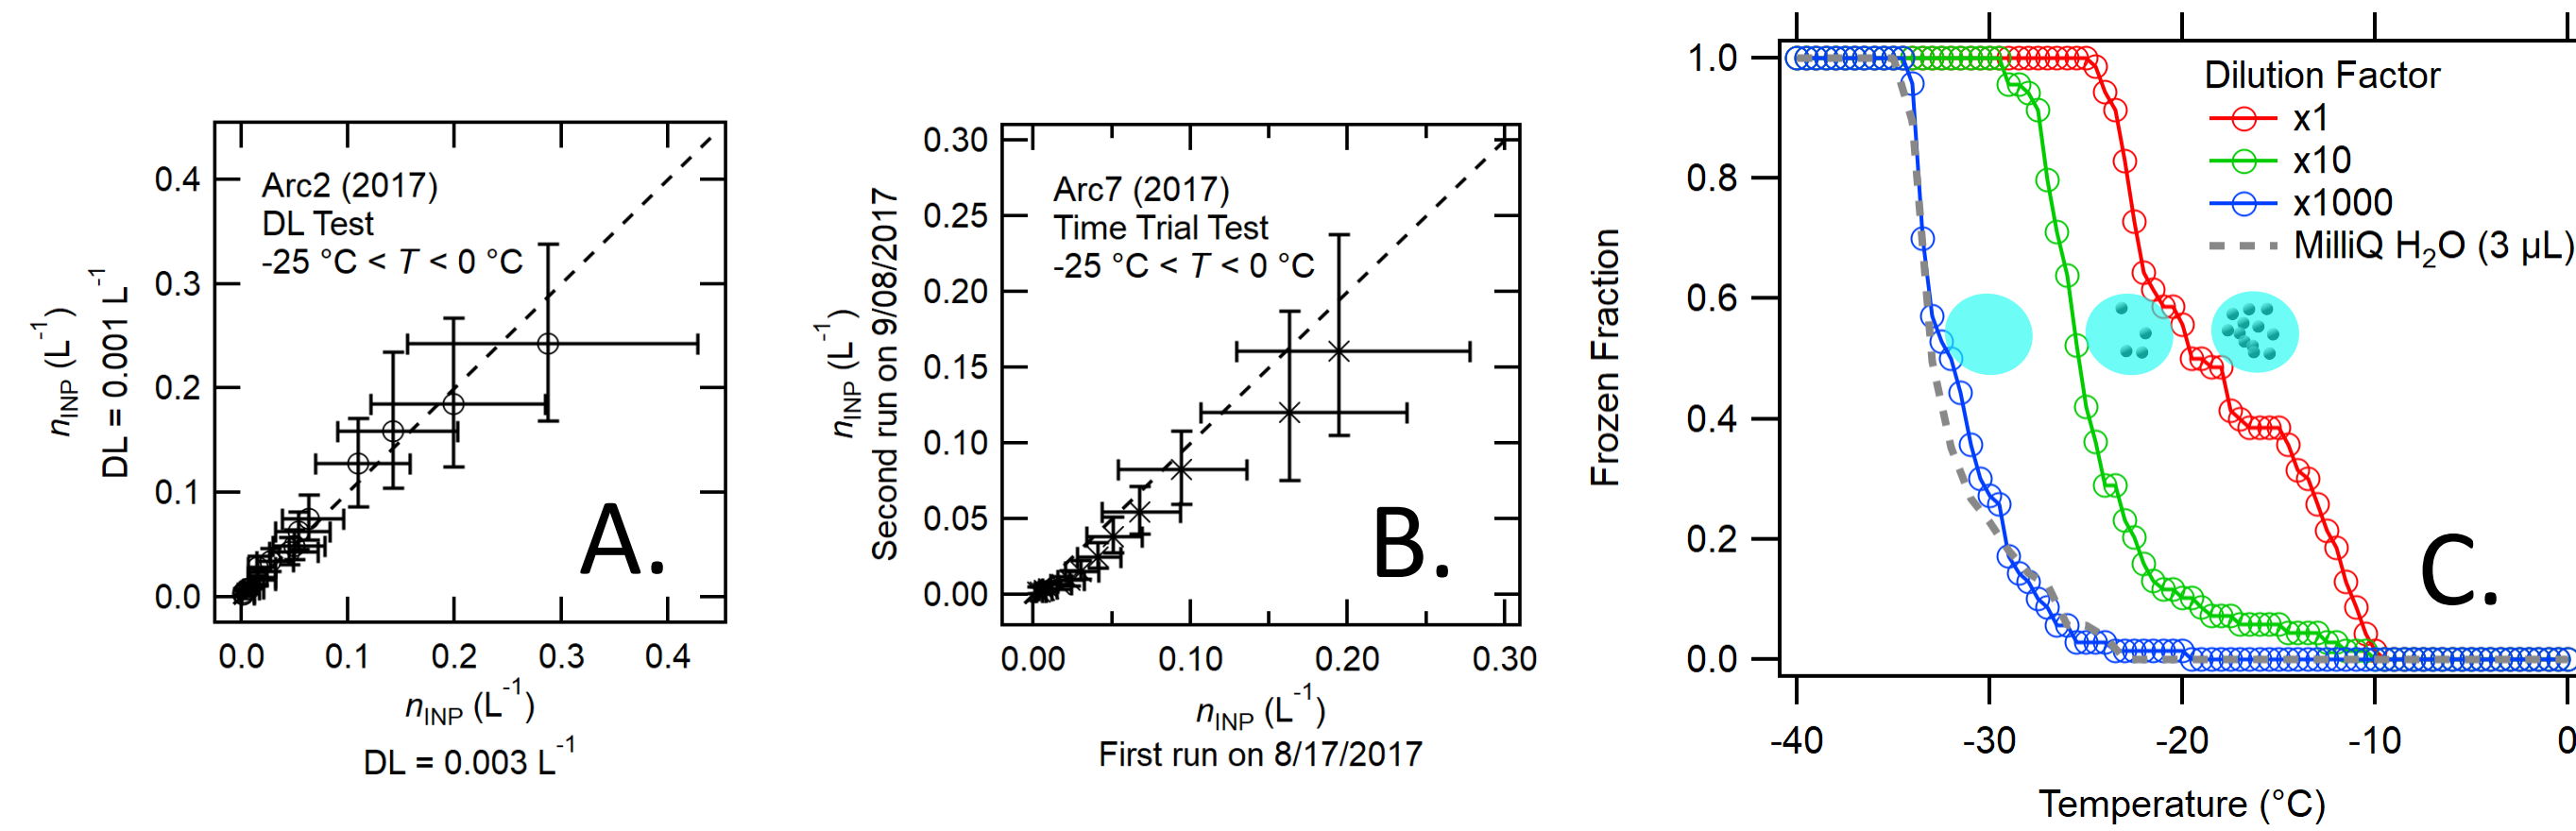 0.4
0.3
0.2
0.1
0.0
0.0 0.1 0.2 0.3 0.4
Arc2 (2017)
DL Test
-25 °C < T < 0 °C
A.
nINP (L-1)
DL = 0.001 L-1
nINP (L-1)
DL = 0.003 L-1
0.30
0.25
0.20
0.15
0.10
0.05
0.00
0.00 0.10 0.20 0.30
Arc7 (2017)
Time Trial Test
-25 °C < T < 0 °C
B.
nINP (L-1)
Second run on 9/08/2017
nINP (L-1)
First run on 8/17/2017
1.0
0.8
0.6
0.4
0.2
0.0
Frozen Fraction
Dilution Factor
x1
x10
x1000
MilliQ H2O (3 µL)
C.
-40 -30 -20 -10 0
Temperature (°C)